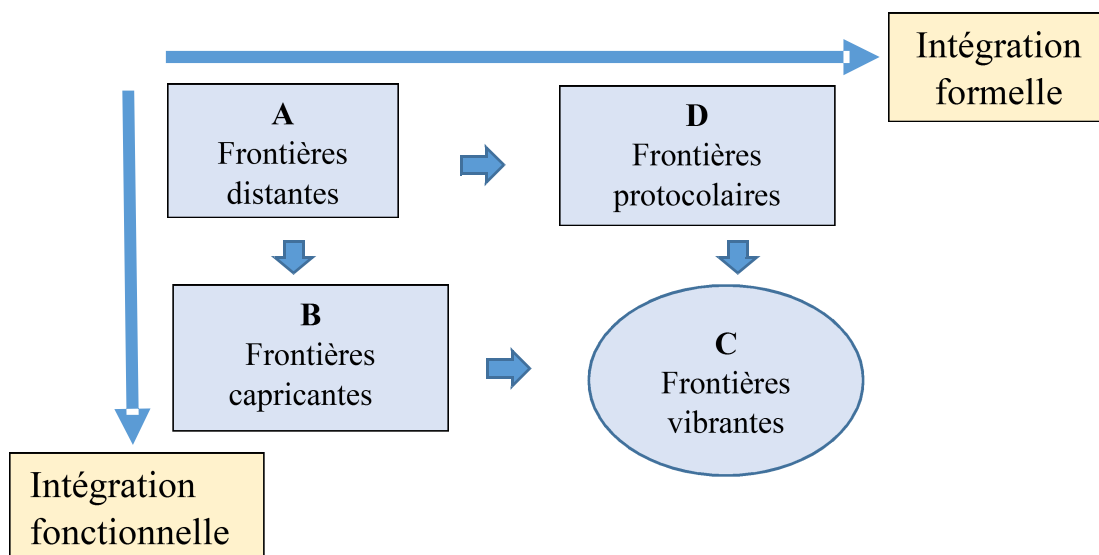 Intégration
formelle
A
Frontières
distantes
D
Frontières
protocolaires
B
Frontières
capricantes
C
Frontières
vibrantes
Intégration
fonctionnelle